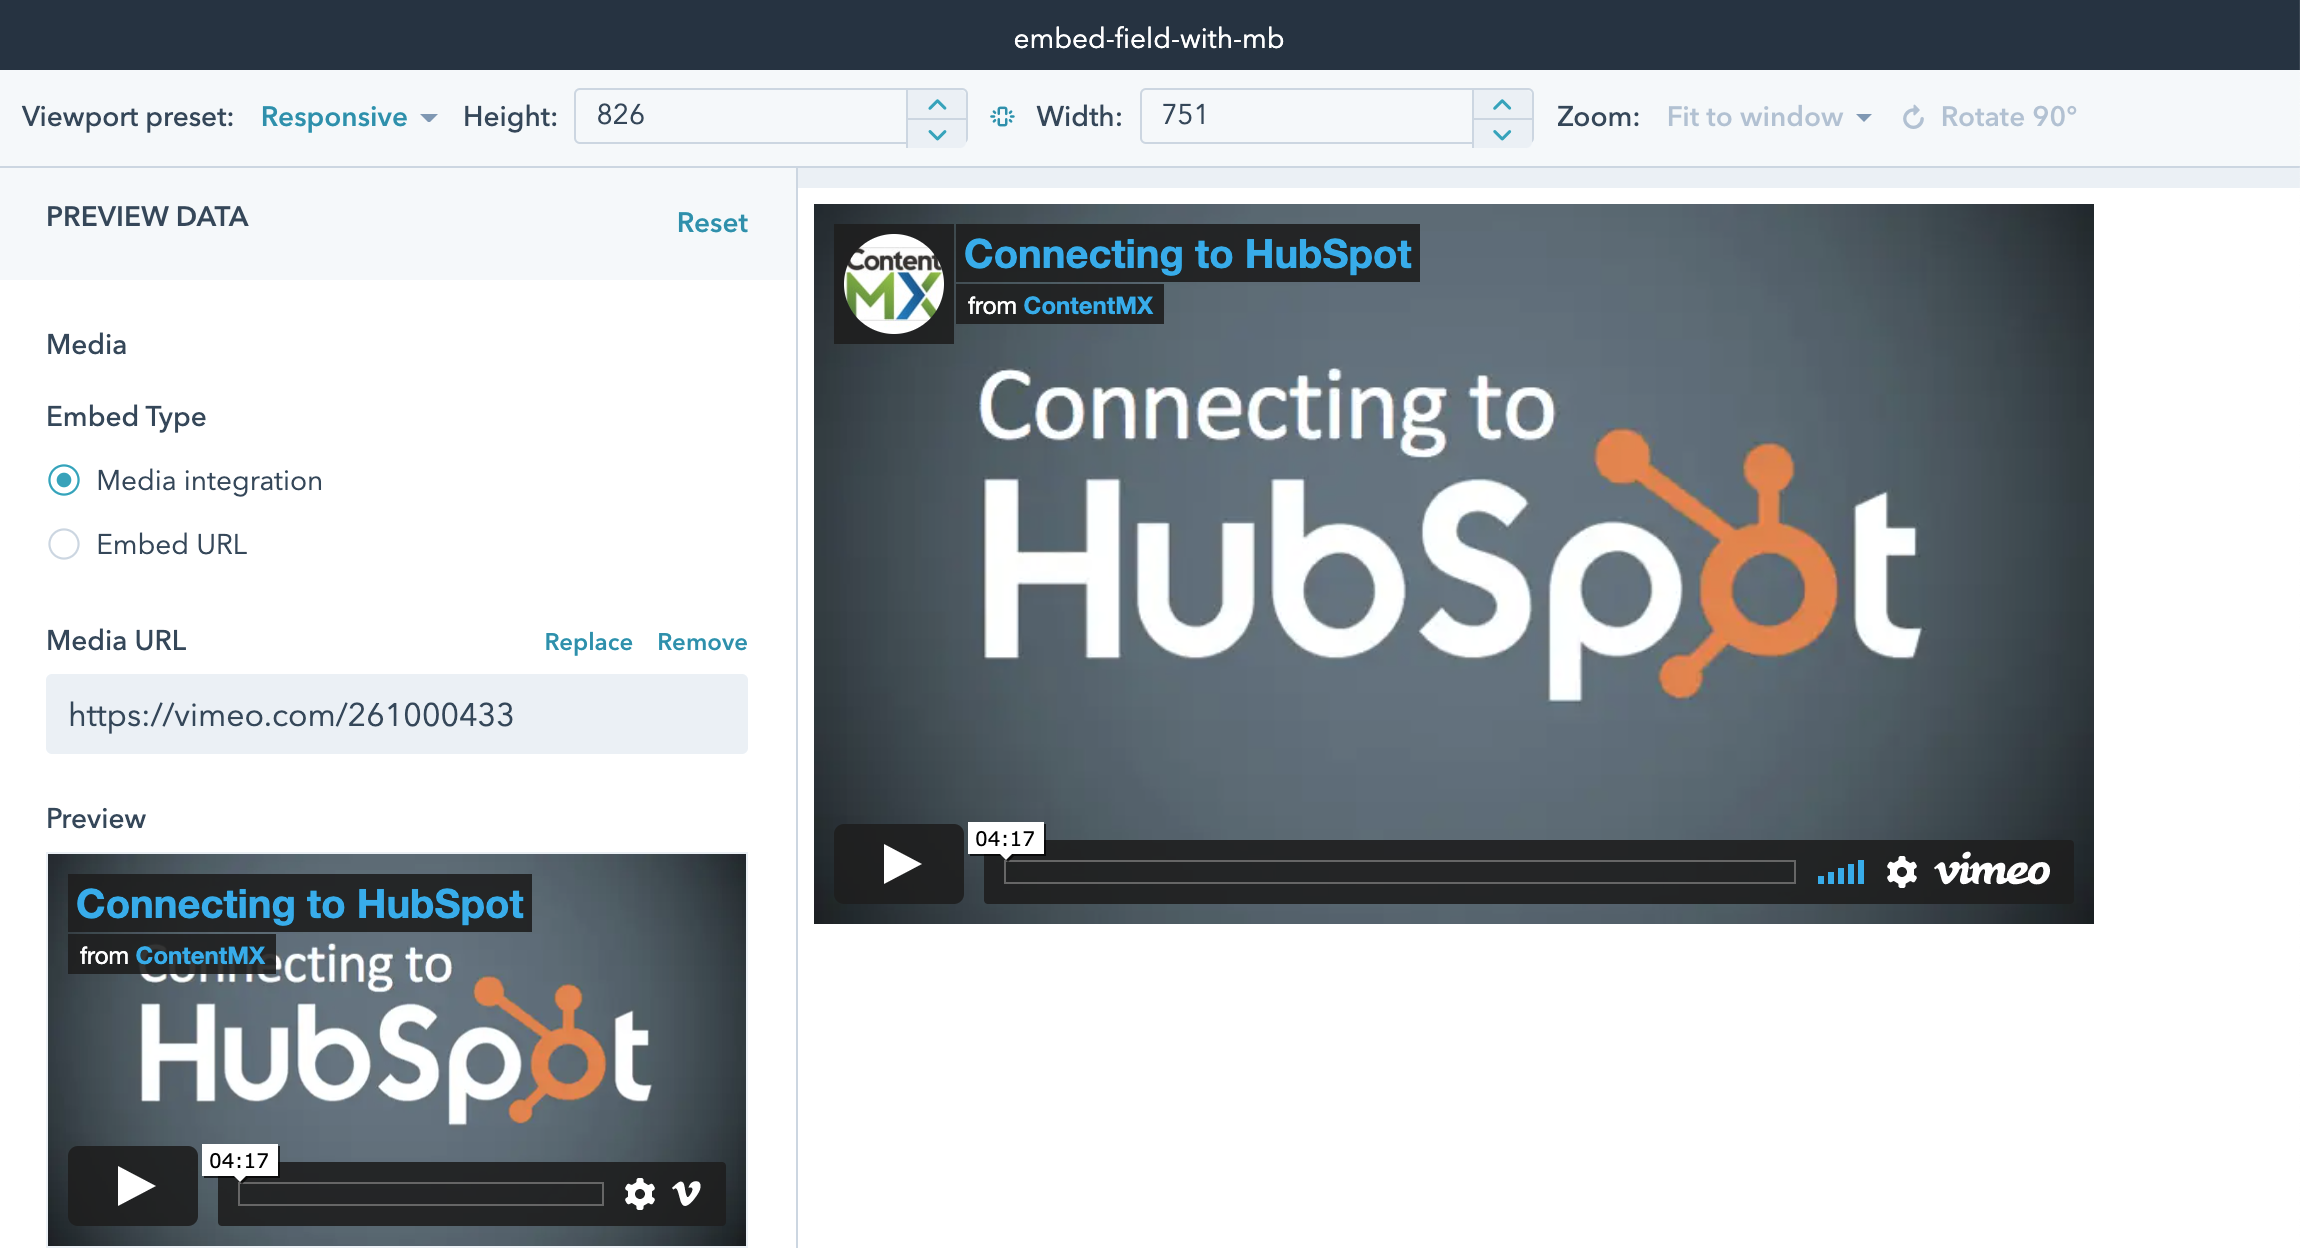 embed-field-with-mb
Viewport preset: Responsive Height: 826 Width: 751 Zoom: Fit to window Rotate 90°
PREVIEW DATA
Reset
Media
Embed Type
Media integration
Embed URL
Media URL Replace Remove
https://vimeo.com/261000433
Preview
Connecting to HubSpot
from ContentMX
Connecting to
HubSpot
04:17
Content
MX
Connecting to HubSpot
from ContentMX
Connecting to
HubSpot
04:17
vimeo